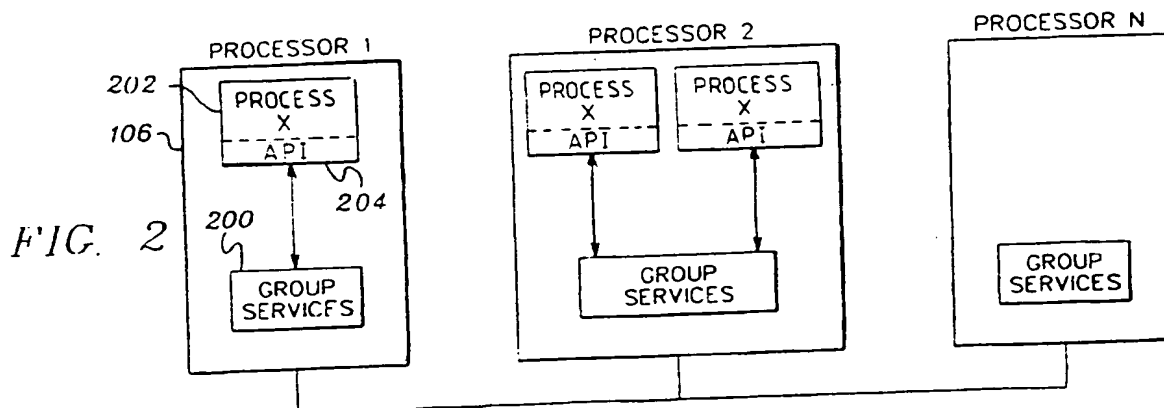 PROCESSOR 1
PROCESSOR 2
PROCESSOR N
202
PROCESS
X
API
106
204
200
GROUP
SERVICES
PROCESS
X
API
PROCESS
X
API
GROUP
SERVICES
GROUP
SERVICES
FIG. 2